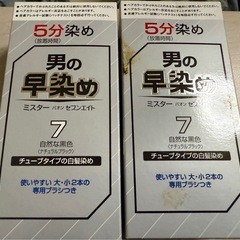 5分染め
(放置時間)
男の
早染め
ミスター パオン セブンエイト
7
自然な黒色
(ナチュラルブラック)
チューブタイプの白髪染め
使いやすい 大・小2本の
専用ブラシつき
5分染め
(放置時間)
男の
早染め
ミスター パオン セブン
7
自然な黒色
(ナチュラルブラック)
チューブタイプの白髪染め
使いやすい 大・小2本の
専用ブラシつき